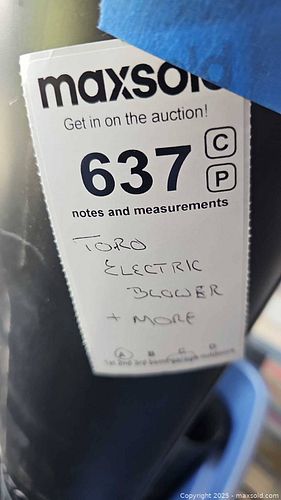 maxsold
Get in on the auction!
637 C
P
notes and measurements
TORO
ELECTRIC
BLOWER
+ MORE
A B C D
Copyright 2025 - maxsold.com